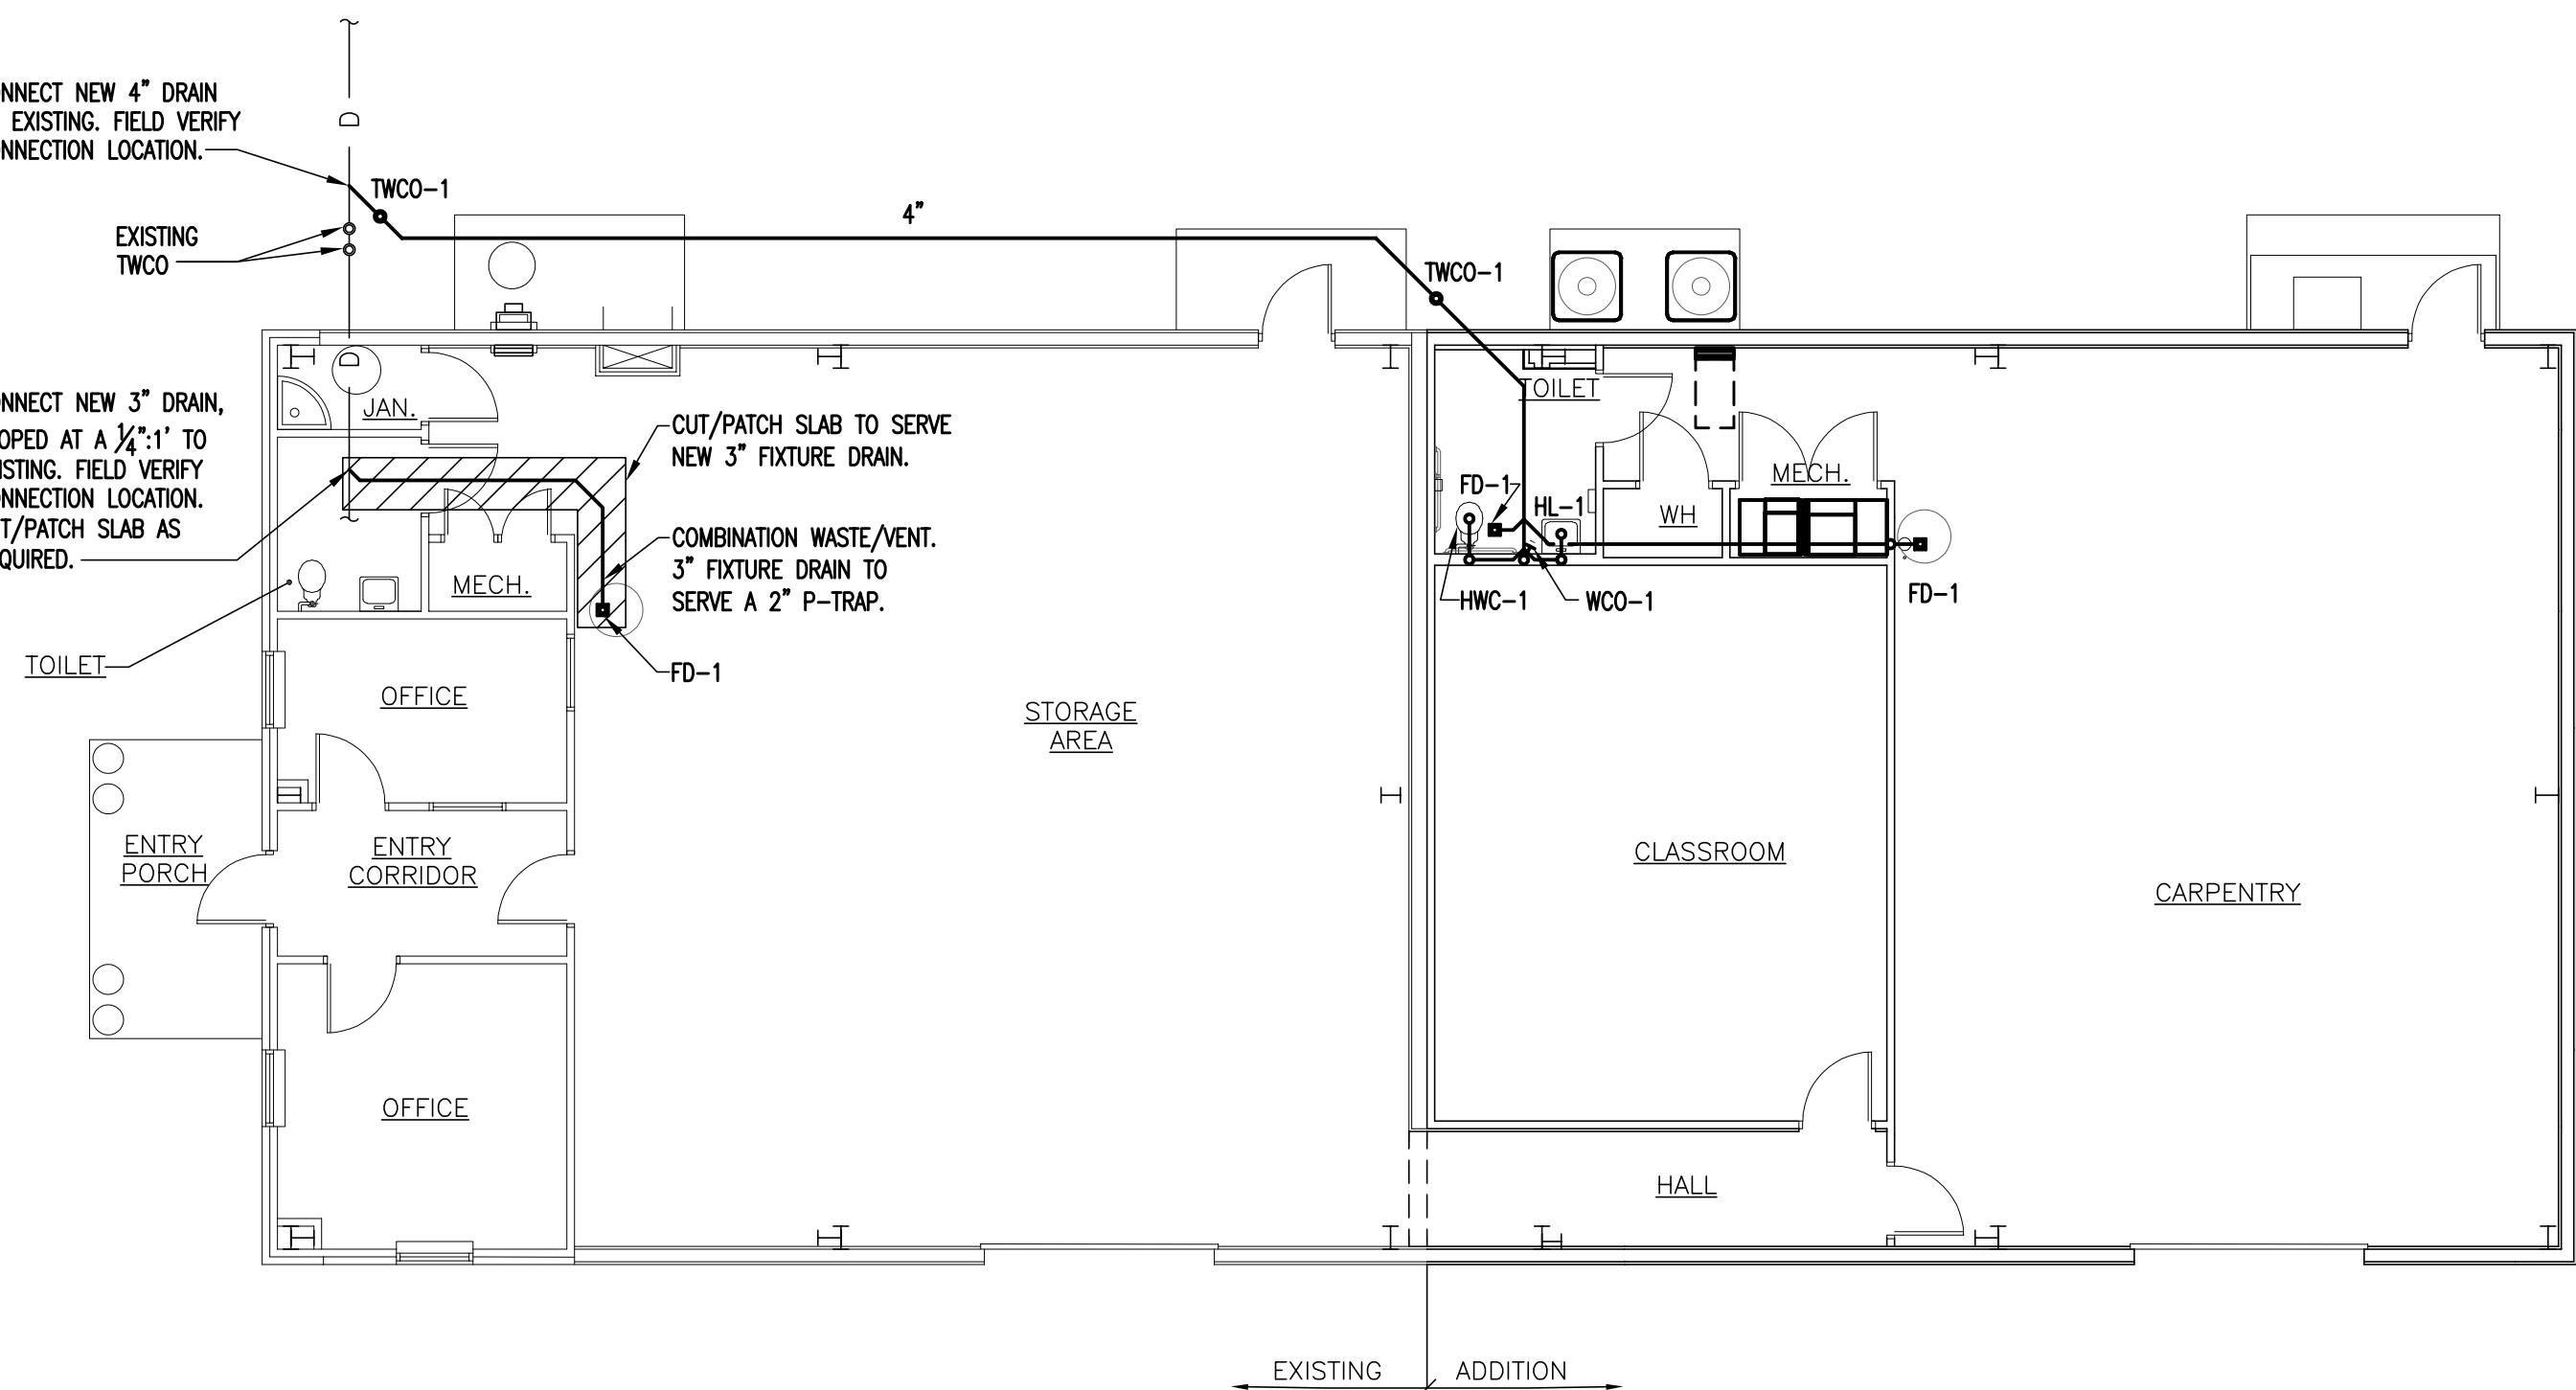 NNECT NEW 4" DRAIN
EXISTING. FIELD VERIFY
NNECTION LOCATION.
D
TWCO-1
4"
EXISTING
TWCO
TWCO-1
D
JAN.
TOILET
NNECT NEW 3" DRAIN,
OPED AT A 1/4":1' TO
ISTING. FIELD VERIFY
NNECTION LOCATION.
T/PATCH SLAB AS
QUIRED.
CUT/PATCH SLAB TO SERVE
NEW 3" FIXTURE DRAIN.
COMBINATION WASTE/VENT.
3" FIXTURE DRAIN TO
SERVE A 2" P-TRAP.
FD-1
HL-1
WH
MECH.
MECH.
HWC-1
WCO-1
FD-1
TOILET
FD-1
OFFICE
STORAGE
AREA
ENTRY
PORCH
ENTRY
CORRIDOR
CLASSROOM
CARPENTRY
OFFICE
HALL
EXISTING
ADDITION